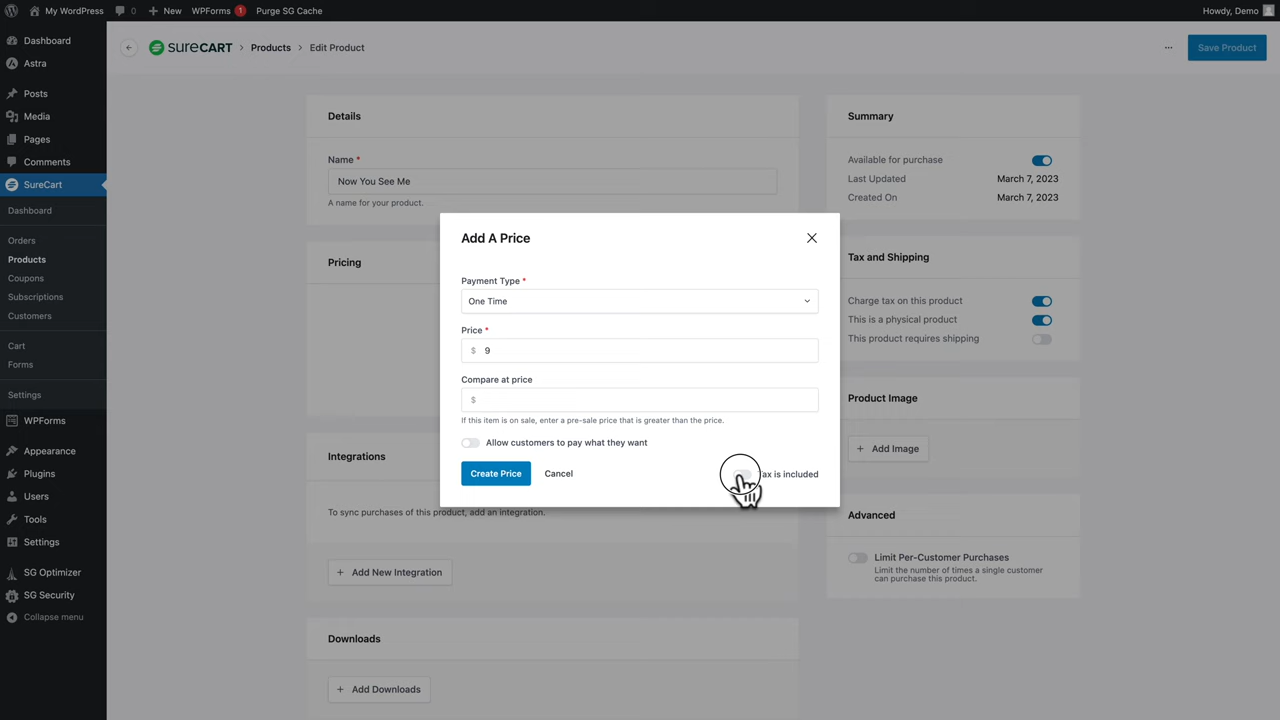 My WordPress
0
New
WPForms 1
Purge SG Cache
Howdy, Demo
Dashboard
Astra
Posts
Media
Pages
Comments
SureCart
Dashboard
Orders
Products
Coupons
Subscriptions
Customers
Cart
Forms
Settings
WPForms
Appearance
Plugins
Users
Tools
Settings
SG Optimizer
SG Security
Collapse menu
SURECART > Products > Edit Product
Save Product
Details
Name *
Now You See Me
A name for your product.
Pricing
Add A Price
Payment Type *
One Time
Price *
$ 9
Compare at price
$
If this item is on sale, enter a pre-sale price that is greater than the price.
Allow customers to pay what they want
Create Price
Cancel
Tax is included
Integrations
To sync purchases of this product, add an integration.
+ Add New Integration
Downloads
+ Add Downloads
Summary
Available for purchase
Last Updated March 7, 2023
Created On March 7, 2023
Tax and Shipping
Charge tax on this product
This is a physical product
This product requires shipping
Product Image
+ Add Image
Advanced
Limit Per-Customer Purchases
Limit the number of times a single customer
can purchase this product.